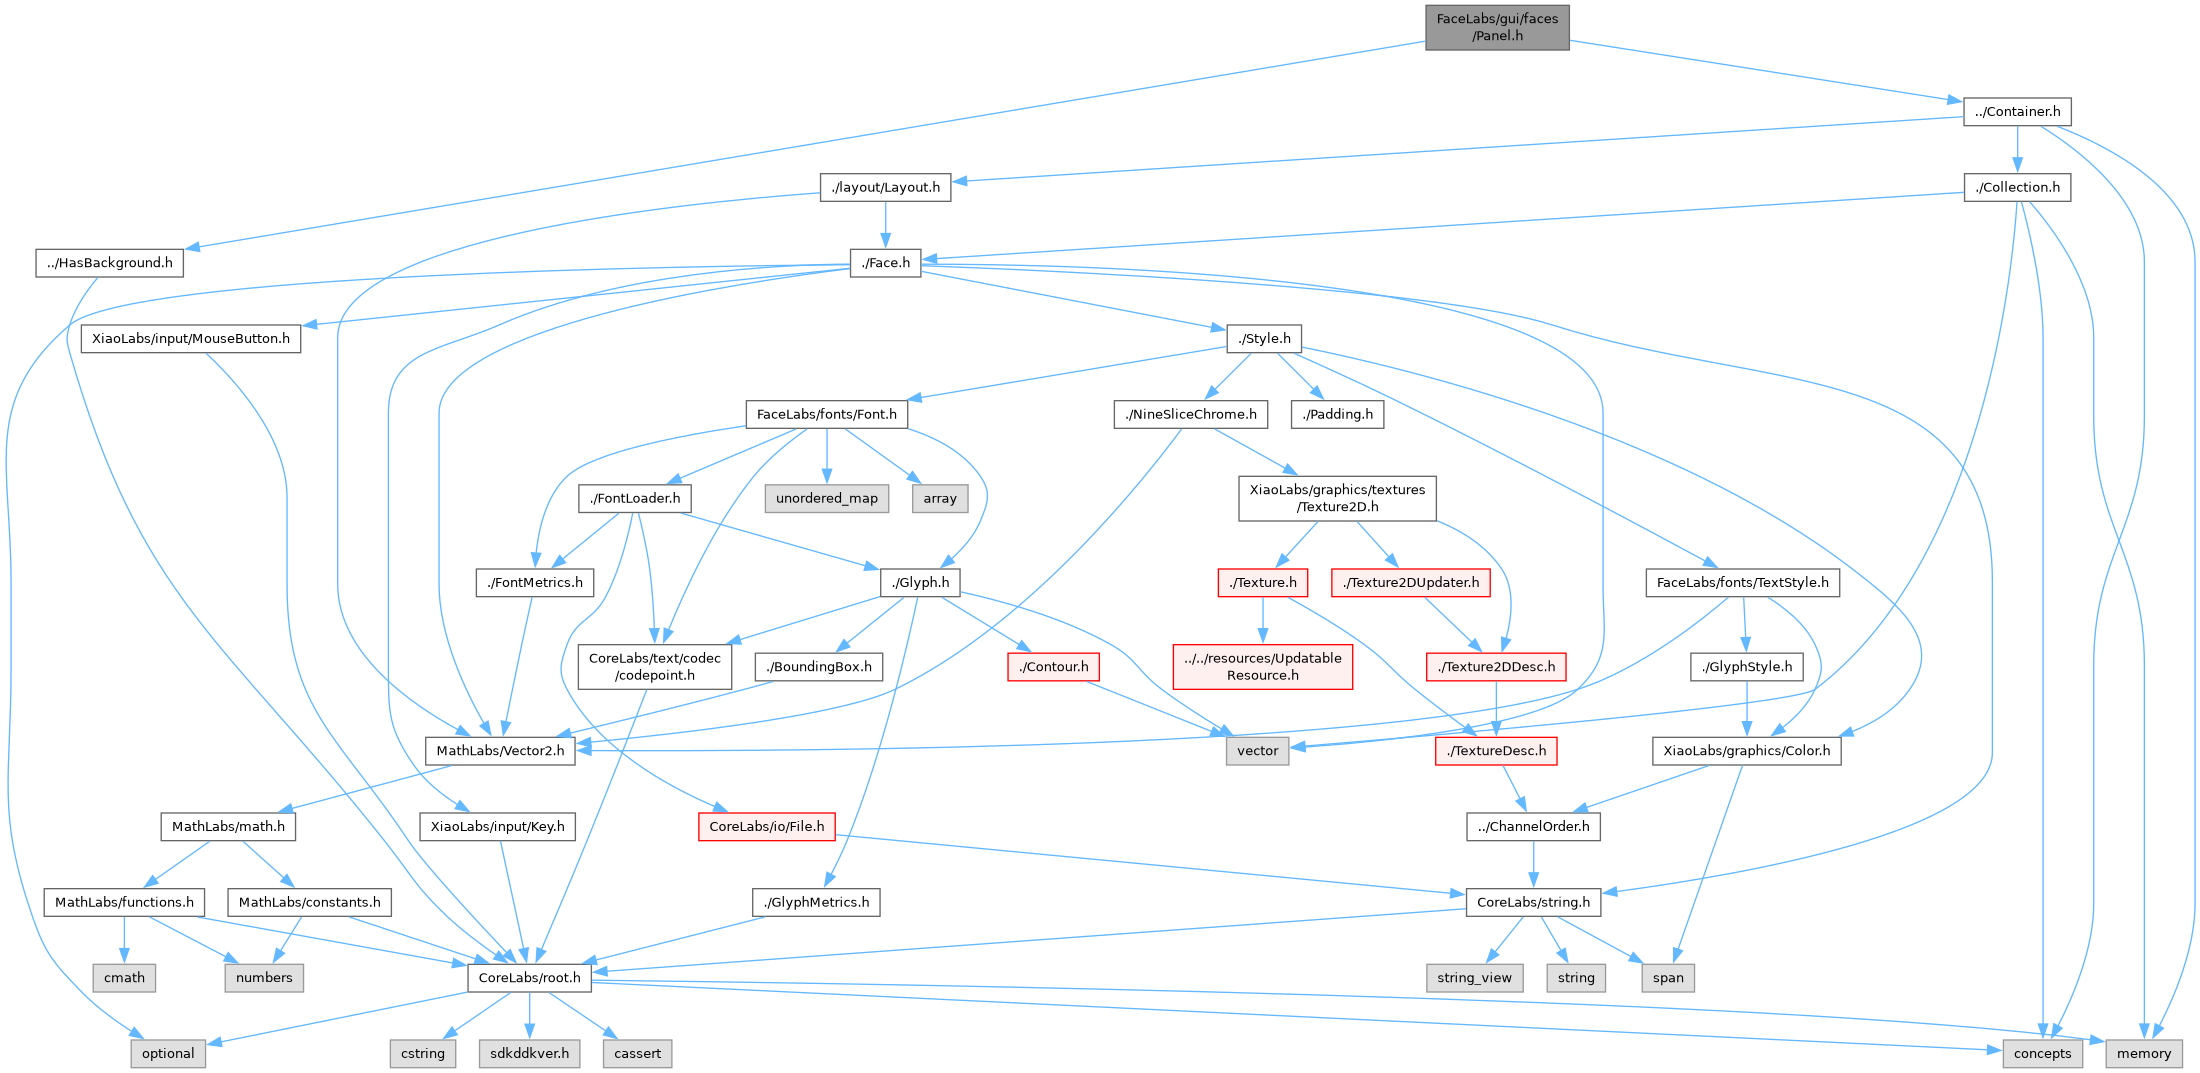 FaceLabs/gui/faces
/Panel.h
../Container.h
./layout/Layout.h
./Collection.h
../HasBackground.h
./Face.h
XiaoLabs/input/MouseButton.h
./Style.h
FaceLabs/fonts/Font.h
./NineSliceChrome.h
./Padding.h
./FontLoader.h
unordered_map
array
XiaoLabs/graphics/textures
/Texture2D.h
./FontMetrics.h
./Glyph.h
./Texture.h
./Texture2DUpdater.h
FaceLabs/fonts/TextStyle.h
CoreLabs/text/codec
/codepoint.h
./BoundingBox.h
./Contour.h
../../resources/Updatable
Resource.h
./Texture2DDesc.h
./GlyphStyle.h
MathLabs/Vector2.h
vector
./TextureDesc.h
XiaoLabs/graphics/Color.h
MathLabs/math.h
XiaoLabs/input/Key.h
CoreLabs/io/File.h
../ChannelOrder.h
MathLabs/functions.h
MathLabs/constants.h
./GlyphMetrics.h
CoreLabs/string.h
cmath
numbers
CoreLabs/root.h
string_view
string
span
optional
cstring
sdkddkver.h
cassert
concepts
memory